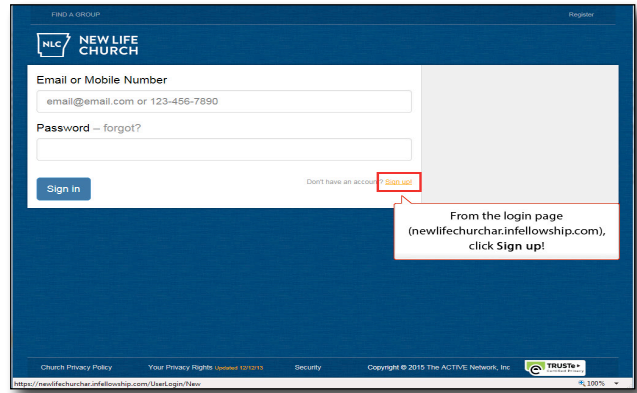 FIND A GROUP Register
NLC NEW LIFE
CHURCH
Email or Mobile Number
email@email.com or 123-456-7890
Password – forgot?
Sign in
Don't have an account? Sign up!
From the login page
(newlifechurchar.infellowship.com),
click Sign up!
Church Privacy Policy Your Privacy Rights Updated 12/12/13 Security Copyright © 2015 The ACTIVE Network, Inc TRUSTe
Certified Privacy
https://newlifechurchar.infellowship.com/UserLogin/New 100%